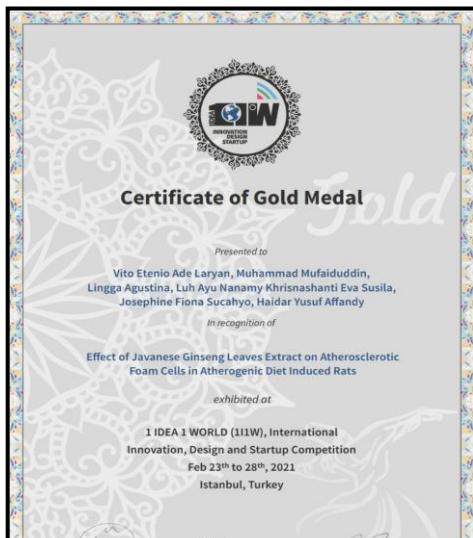 1I1W
INNOVATION
DESIGN
STARTUP
Certificate of Gold Medal
Gold
Presented to
Vito Etenio Ade Laryan, Muhammad Mufaiduddin,
Lingga Agustina, Luh Ayu Nanamy Khrisnashanti Eva Susila,
Josephine Fiona Sucahyo, Haidar Yusuf Affandy
In recognition of
Effect of Javanese Ginseng Leaves Extract on Atherosclerotic
Foam Cells in Atherogenic Diet Induced Rats
exhibited at
1 IDEA 1 WORLD (1I1W), International
Innovation, Design and Startup Competition
Feb 23th to 28th, 2021
Istanbul, Turkey